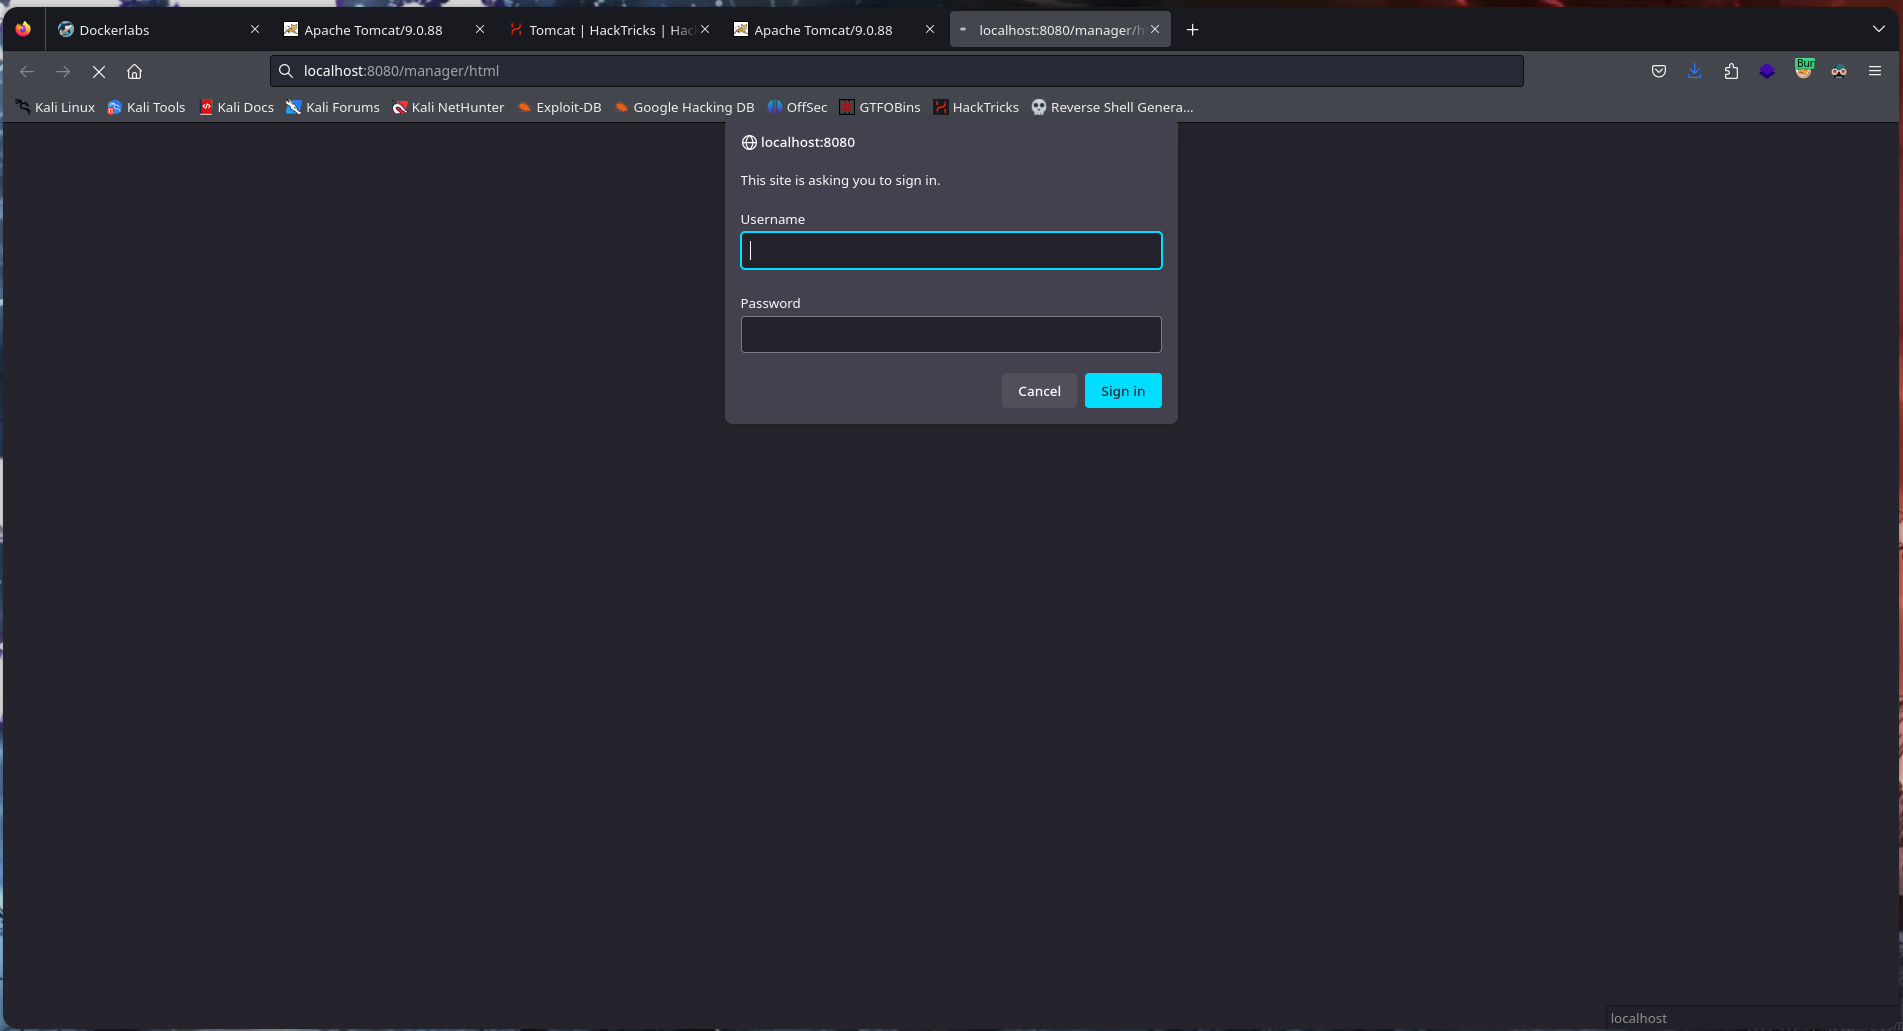 Dockerlabs
Apache Tomcat/9.0.88
Tomcat | HackTricks | Hac
Apache Tomcat/9.0.88
localhost:8080/manager/h
localhost:8080/manager/html
Bur
Kali Linux
Kali Tools
Kali Docs
Kali Forums
Kali NetHunter
Exploit-DB
Google Hacking DB
OffSec
GTFOBins
HackTricks
Reverse Shell Genera...
localhost:8080
This site is asking you to sign in.
Username
Password
Cancel
Sign in
localhost